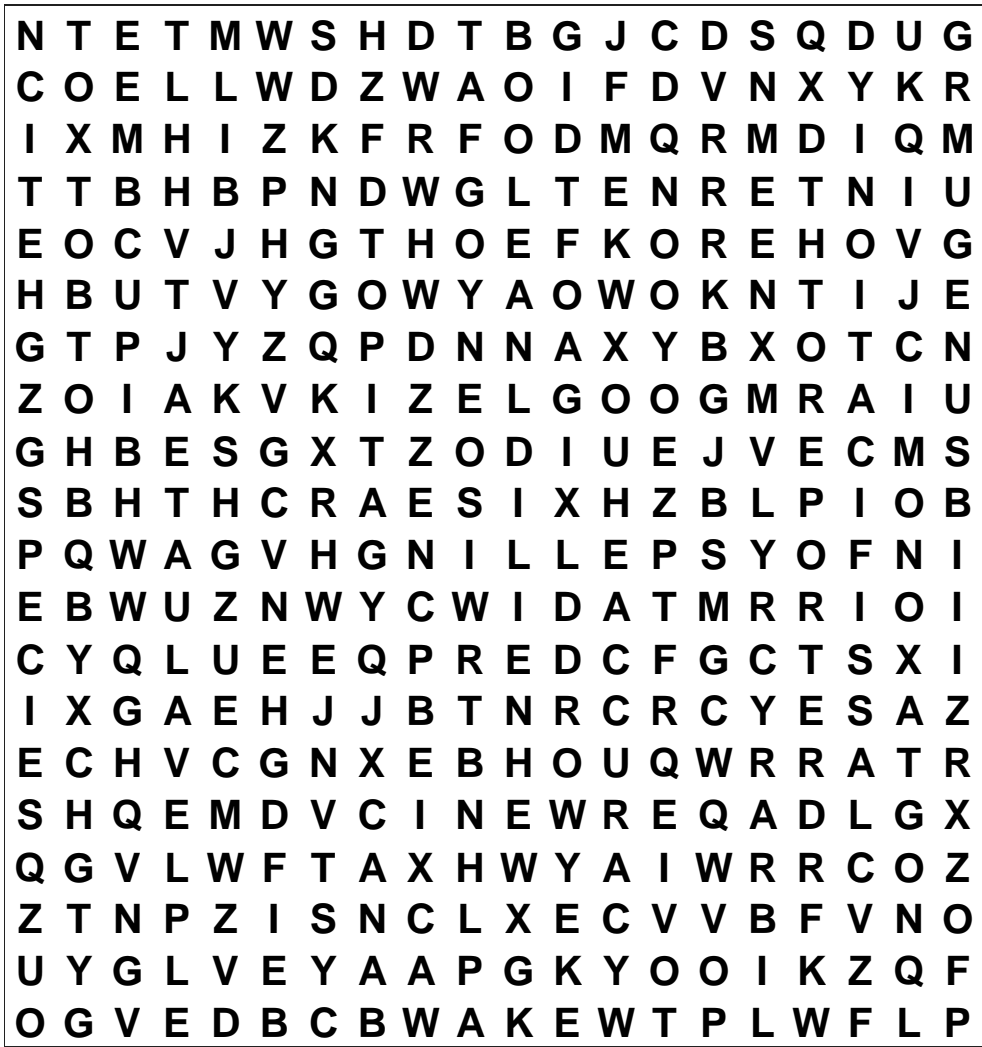 N T E T M W S H D T B G J C D S Q D U G
C O E L L W D Z W A O I F D V N X Y K R
I X M H I Z K F R F O D M Q R M D I Q M
T T B H B P N D W G L T E N R E T N I U
E O C V J H G T H O E F K O R E H O V G
H B U T V Y G O W Y A O W O K N T I J E
G T P J Y Z Q P D N N A X Y B X O T C N
Z O I A K V K I Z E L G O O G M R A I U
G H B E S G X T Z O D I U E J V E C M S
S B H T H C R A E S I X H Z B L P I O B
P Q W A G V H G N I L L E P S Y O F N I
E B W U Z N W Y C W I D A T M R R I O I
C Y Q L U E E Q P R E D C F G C T S X I
I X G A E H J J B T N R C R C Y E S A Z
E C H V C G N X E B H O U Q W R R A T R
S H Q E M D V C I N E W R E Q A D L G X
Q G V L W F T A X H W Y A I W R R C O Z
Z T N P Z I S N C L X E C V V B F V N O
U Y G L V E Y A A P G K Y O O I K Z Q F
O G V E D B C B W A K E W T P L W F L P